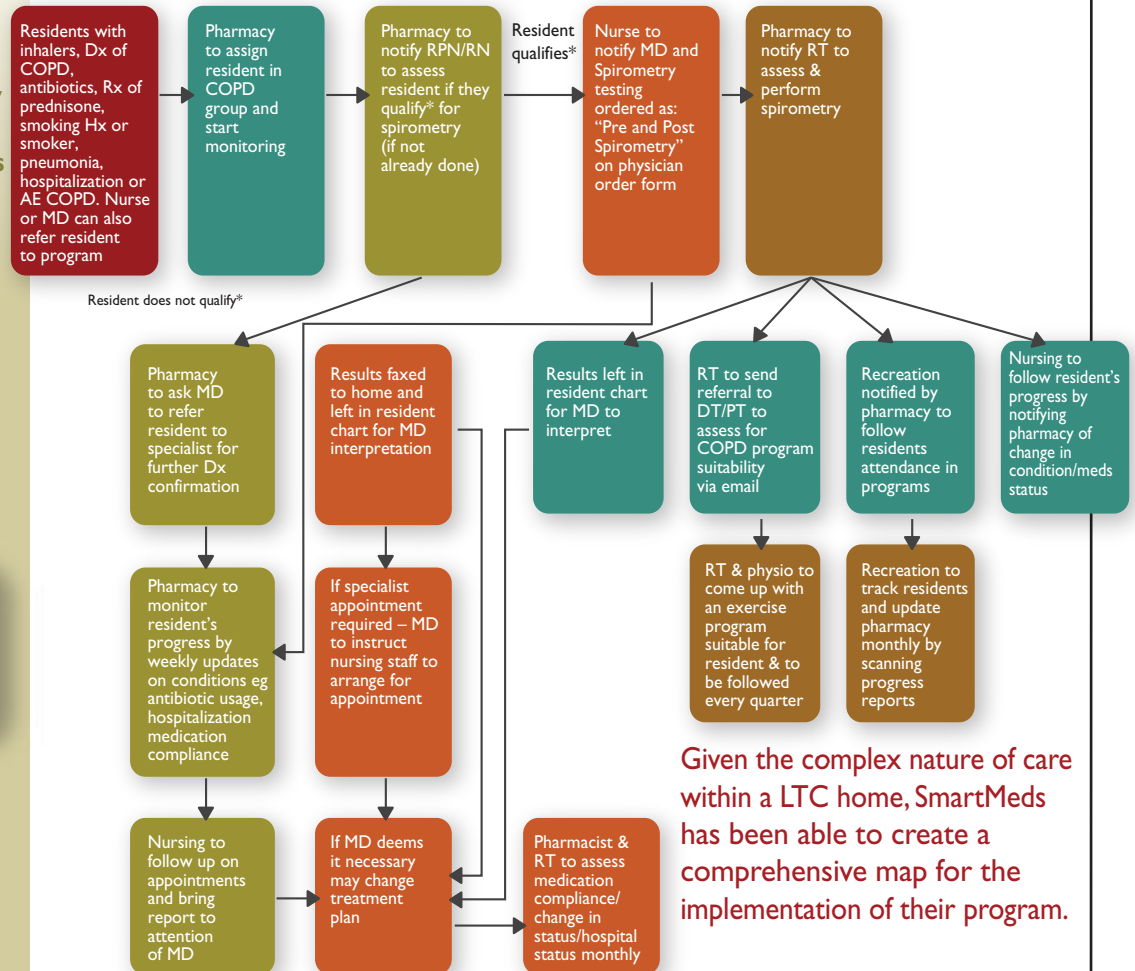 Residents with
inhalers, Dx of
COPD,
antibiotics, Rx of
prednisone,
smoking Hx or
smoker,
pneumonia,
hospitalization or
AE COPD. Nurse
or MD can also
refer resident
to program
Pharmacy
to assign
resident in
COPD
group and
start
monitoring
Pharmacy to
notify RPN/RN
to assess
resident if they
qualify* for
spirometry
(if not
already done)
Resident
qualifies*
Nurse to
notify MD and
Spirometry
testing
ordered as:
“Pre and Post
Spirometry”
on physician
order form
Pharmacy to
notify RT to
assess &
perform
spirometry
Resident does not qualify*
Pharmacy
to ask MD
to refer
resident to
specialist for
further Dx
confirmation
Results faxed
to home and
left in resident
chart for MD
interpretation
Results left in
resident chart
for MD to
interpret
RT to send
referral to
DT/PT to
assess for
COPD program
suitability
via email
Recreation
notified by
pharmacy to
follow
residents
attendance in
programs
Nursing to
follow resident’s
progress by
notifying
pharmacy of
change in
condition/meds
status
Pharmacy to
monitor
resident’s
progress by
weekly updates
on conditions eg
antibiotic usage,
hospitalization
medication
compliance
If specialist
appointment
required – MD
to instruct
nursing staff to
arrange for
appointment
RT & physio to
come up with
an exercise
program
suitable for
resident & to
be followed
every quarter
Recreation to
track residents
and update
pharmacy
monthly by
scanning
progress
reports
Nursing to
follow up on
appointments
and bring
report to
attention
of MD
If MD deems
it necessary
may change
treatment
plan
Pharmacist &
RT to assess
medication
compliance/
change in
status/hospital
status monthly
Given the complex nature of care
within a LTC home, SmartMeds
has been able to create a
comprehensive map for the
implementation of their program.